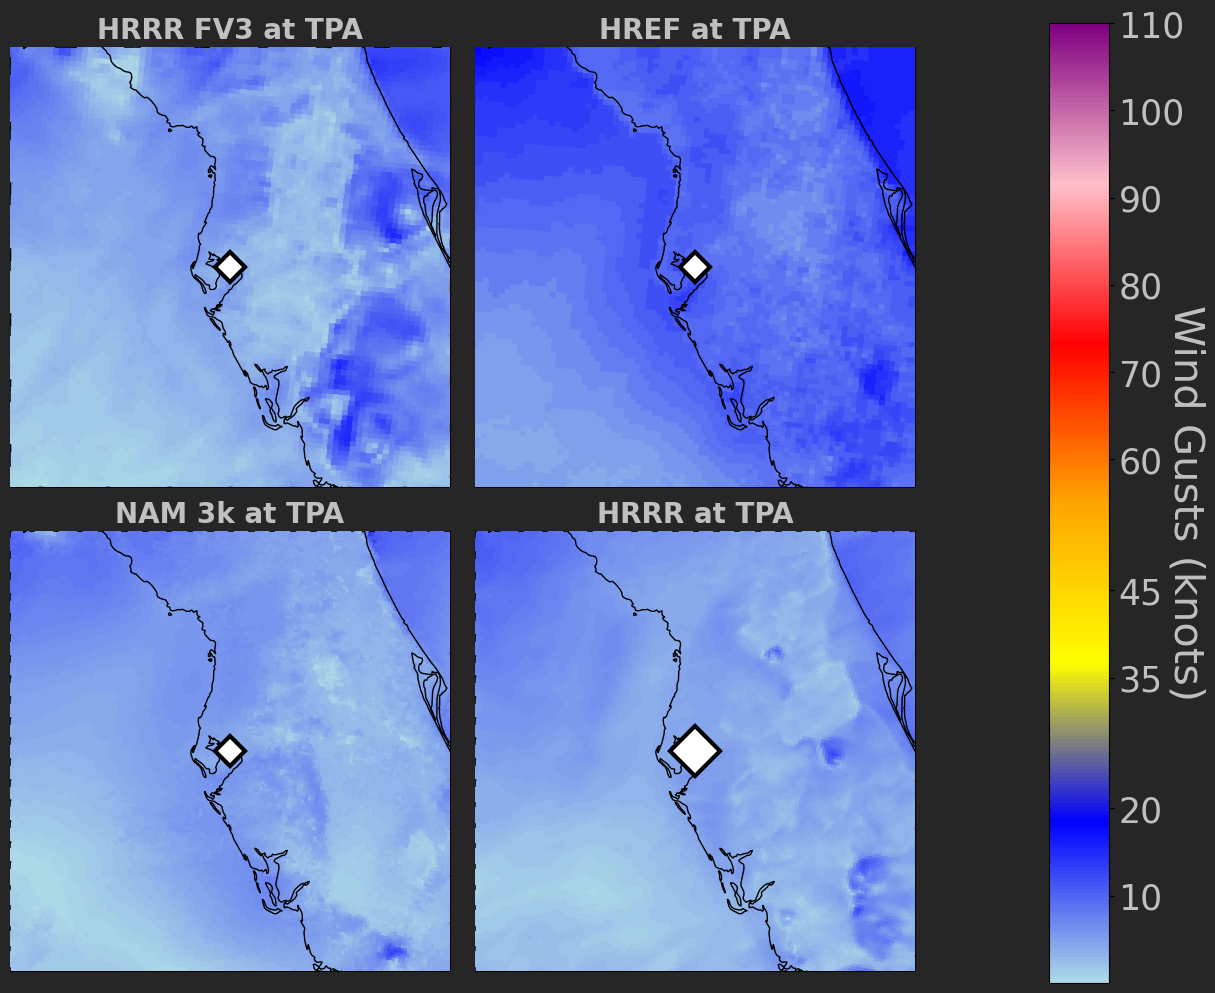 HRRR FV3 at TPA
HREF at TPA
NAM 3k at TPA
HRRR at TPA
110
100
90
80
70
60
45
35
20
10
Wind Gusts (knots)